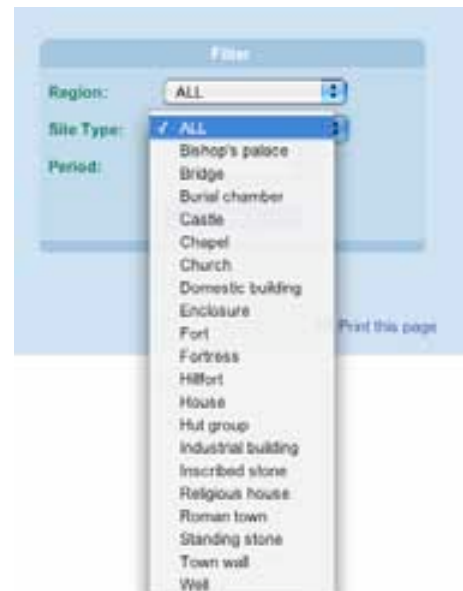 Filter
Region: ALL
Site Type: ✓ ALL
Bishop's palace
Bridge
Period:
Burial chamber
Castle
Chapel
Church
Domestic building
Enclosure
Fort
Print this page
Fortress
Hillfort
House
Hut group
Industrial building
Inscribed stone
Religious house
Roman town
Standing stone
Town wall
Well